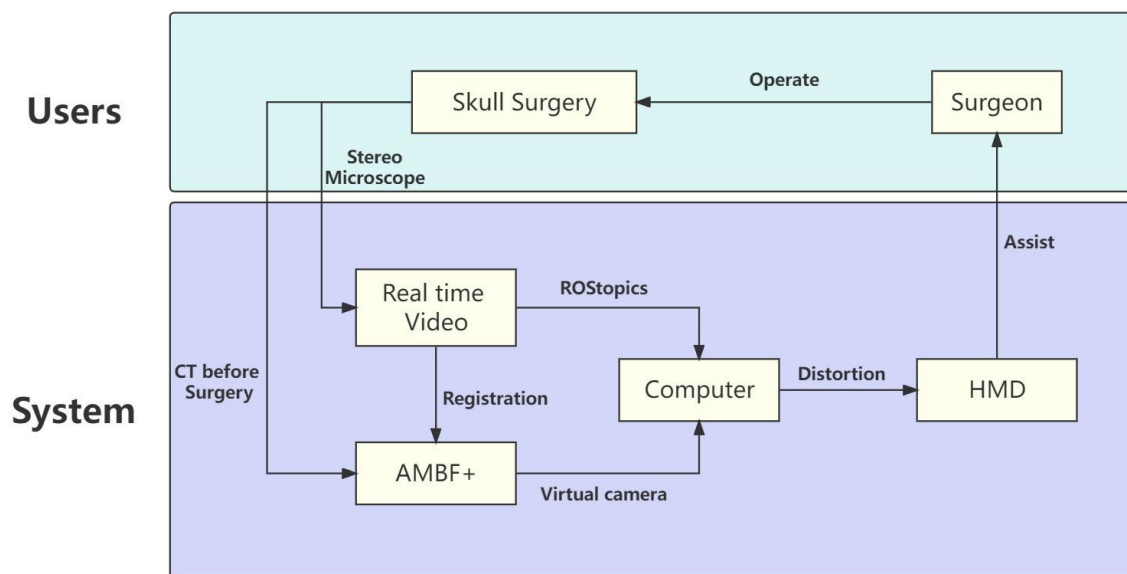 Users
Skull Surgery
Operate
Surgeon
Stereo
Microscope
System
Assist
Real time
Video
ROStopics
CT before
Surgery
Registration
Computer
Distortion
HMD
AMBF+
Virtual camera